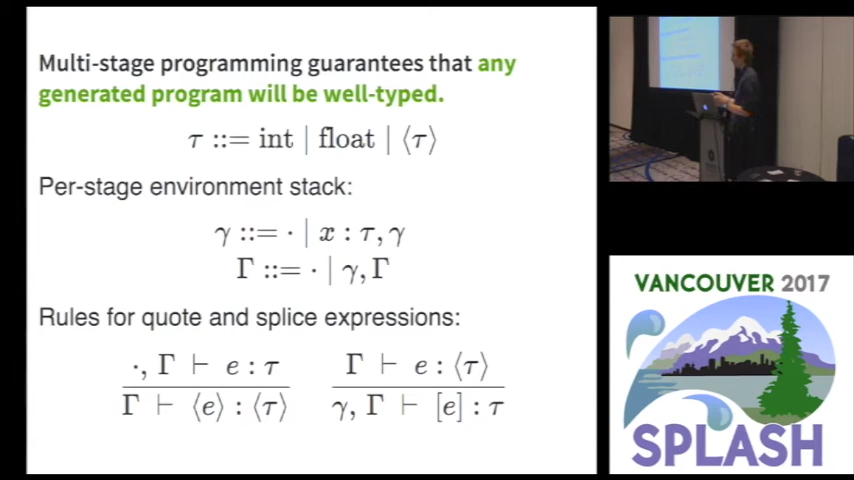 Multi-stage programming guarantees that any
generated program will be well-typed.
τ ::= int | float | ⟨τ⟩
Per-stage environment stack:
γ ::= · | x : τ, γ
Γ ::= · | γ, Γ
Rules for quote and splice expressions:
·, Γ ⊢ e : τ
Γ ⊢ ⟨e⟩ : ⟨τ⟩
Γ ⊢ e : ⟨τ⟩
γ, Γ ⊢ [e] : τ
VANCOUVER 2017
SPLASH